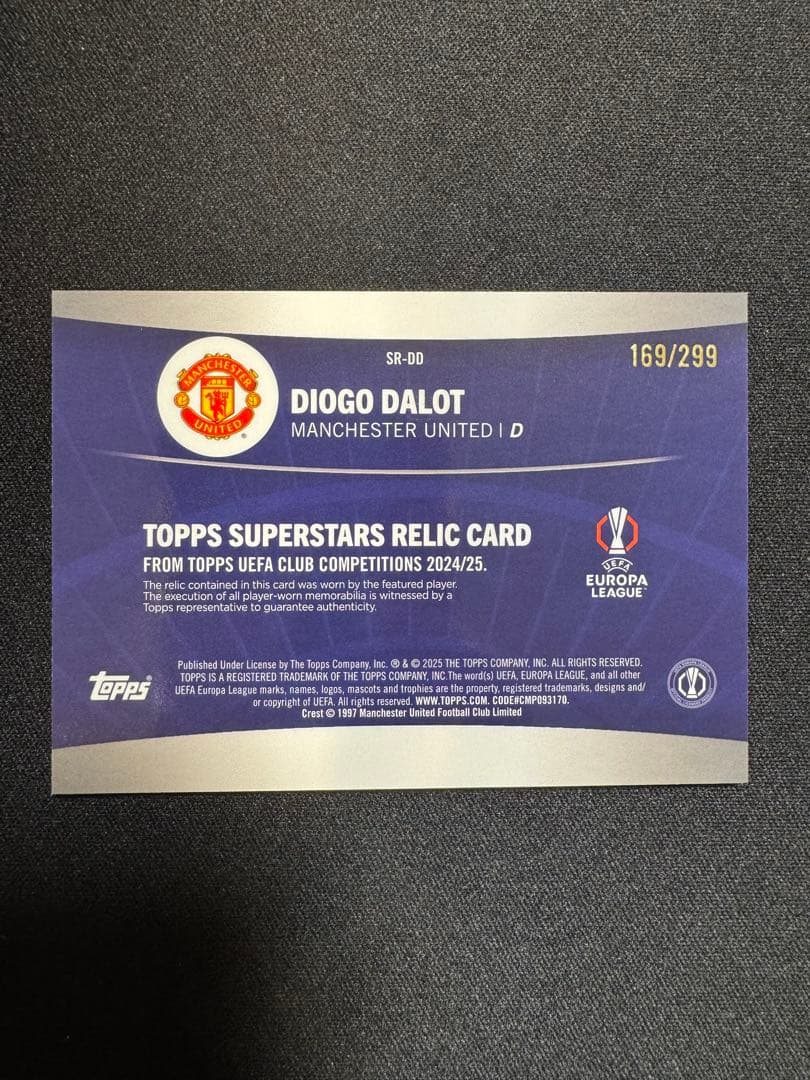 SR-DD
169/299
MANCHESTER
UNITED
®
DIOGO DALOT
MANCHESTER UNITED | D
TOPPS SUPERSTARS RELIC CARD
FROM TOPPS UEFA CLUB COMPETITIONS 2024/25.
The relic contained in this card was worn by the featured player.
The execution of all player-worn memorabilia is witnessed by a
Topps representative to guarantee authenticity.
UEFA
EUROPA
LEAGUE™
Topps®
Published Under License by The Topps Company, Inc. ® & © 2025 THE TOPPS COMPANY, INC. ALL RIGHTS RESERVED.
TOPPS IS A REGISTERED TRADEMARK OF THE TOPPS COMPANY, INC.The word(s) UEFA, EUROPA LEAGUE, and all other
UEFA Europa League marks, names, logos, mascots and trophies are the property, registered trademarks, designs and/
or copyright of UEFA. All rights reserved. WWW.TOPPS.COM. CODE#CMP093170.
Crest © 1997 Manchester United Football Club Limited